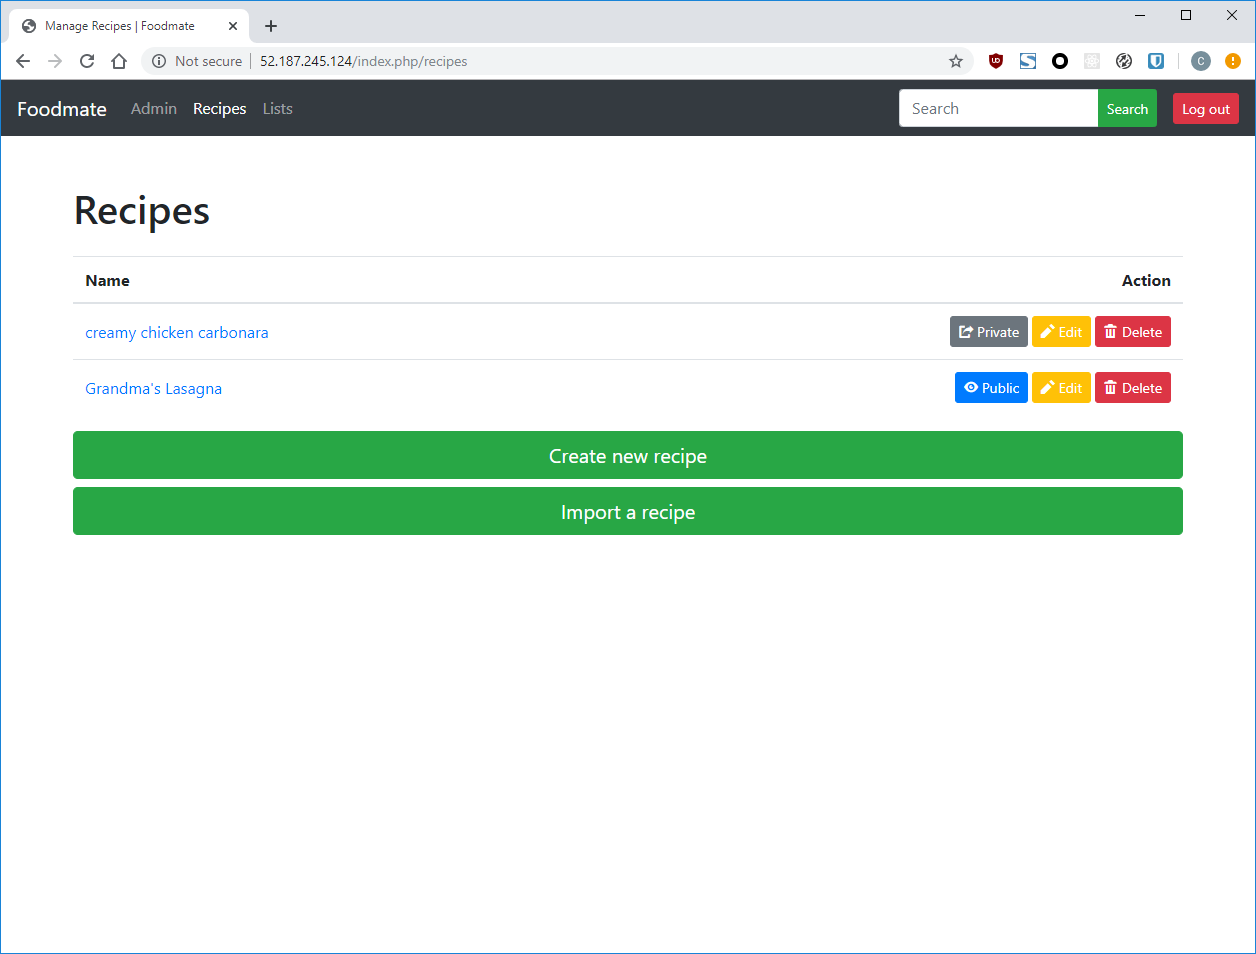 Manage Recipes | Foodmate
Not secure | 52.187.245.124/index.php/recipes
Foodmate Admin Recipes Lists Search Search Log out
Recipes
Name Action
creamy chicken carbonara Private Edit Delete
Grandma's Lasagna Public Edit Delete
Create new recipe
Import a recipe